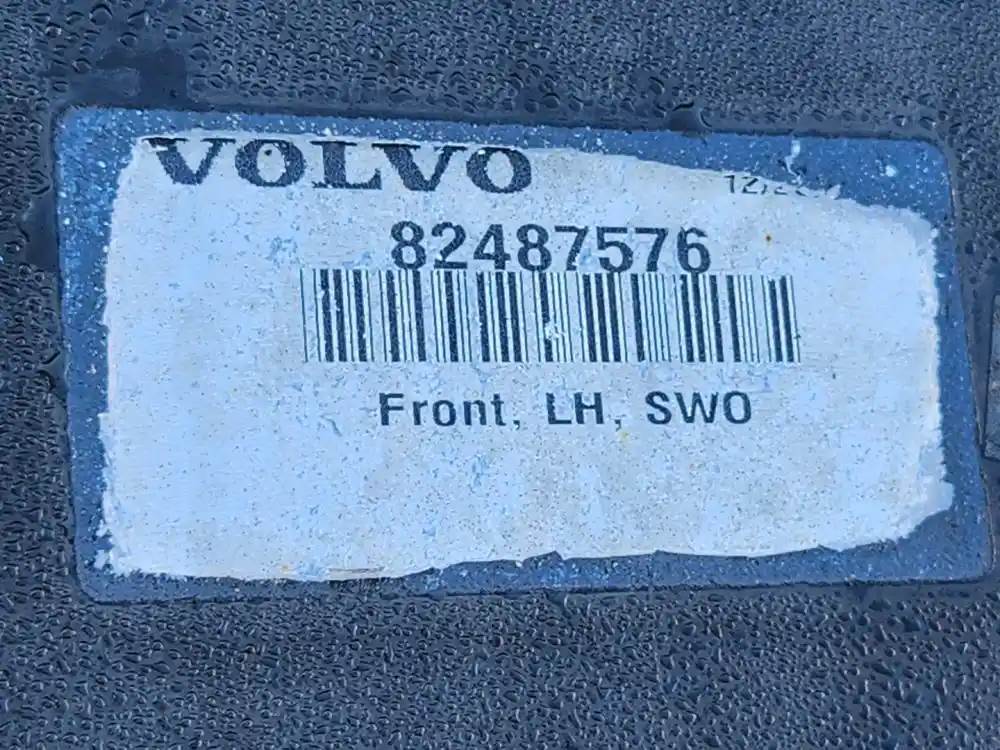 VOLVO
82487576
Front, LH, SWO